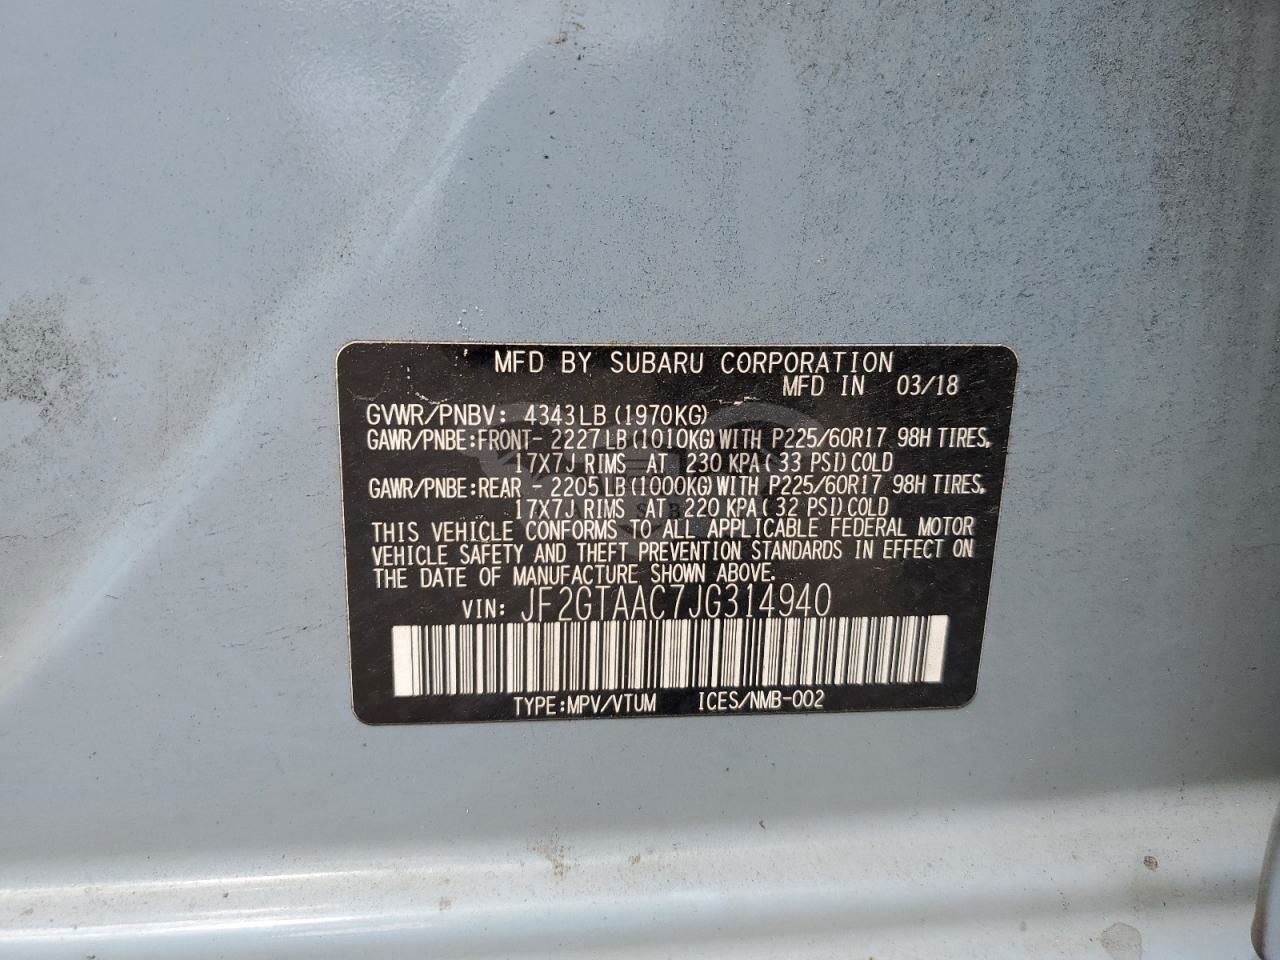 MFD BY SUBARU CORPORATION
MFD IN 03/18
GVWR/PNBV: 4343LB (1970KG)
GAWR/PNBE:FRONT- 2227LB (1010KG) WITH P225/60R17 98H TIRES,
17X7J RIMS AT 230 KPA (33 PSI) COLD
GAWR/PNBE:REAR - 2205LB (1000KG) WITH P225/60R17 98H TIRES,
17X7J RIMS AT 220 KPA (32 PSI) COLD
THIS VEHICLE CONFORMS TO ALL APPLICABLE FEDERAL MOTOR
VEHICLE SAFETY AND THEFT PREVENTION STANDARDS IN EFFECT ON
THE DATE OF MANUFACTURE SHOWN ABOVE.
VIN: JF2GTAAC7JG314940
TYPE:MPV/VTUM ICES/NMB-002